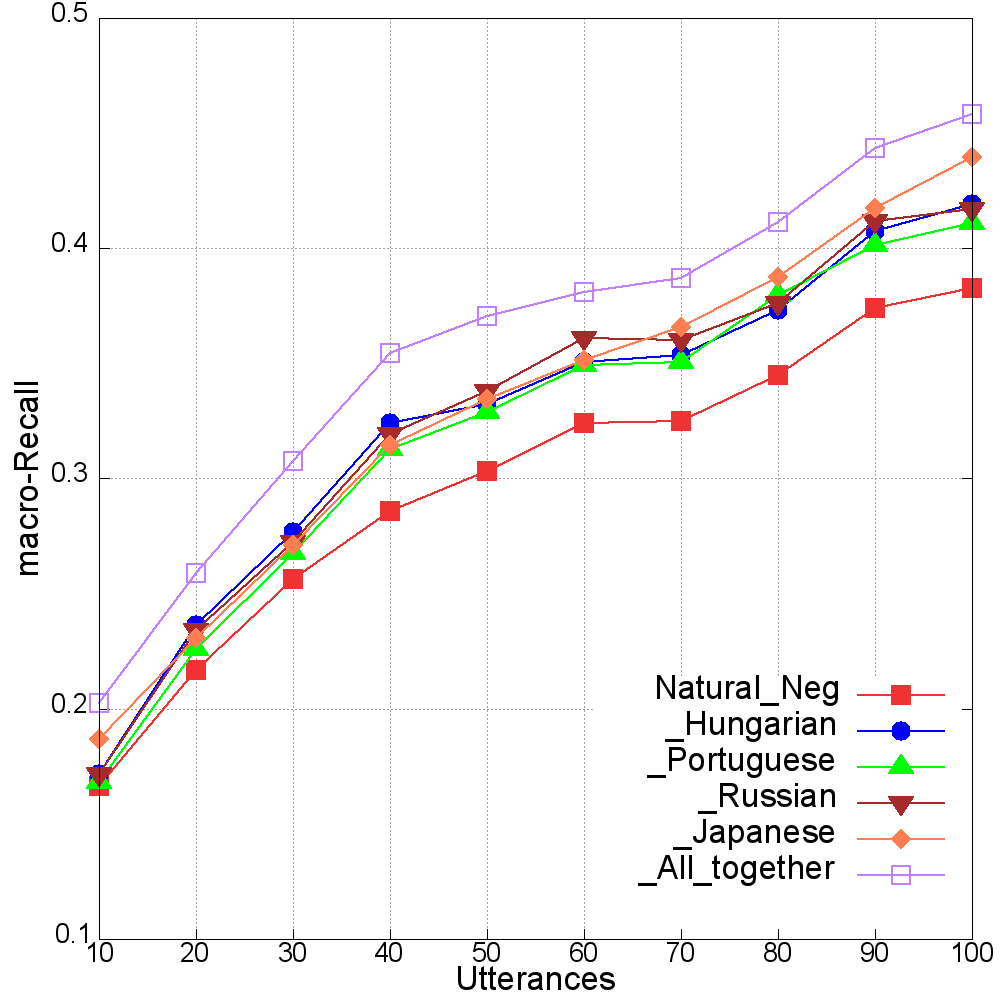 0.5
0.4
0.3
0.2
0.1
macro-Recall
Natural_Neg
_Hungarian
_Portuguese
_Russian
_Japanese
_All_together
10 20 30 40 50 60 70 80 90 100
Utterances